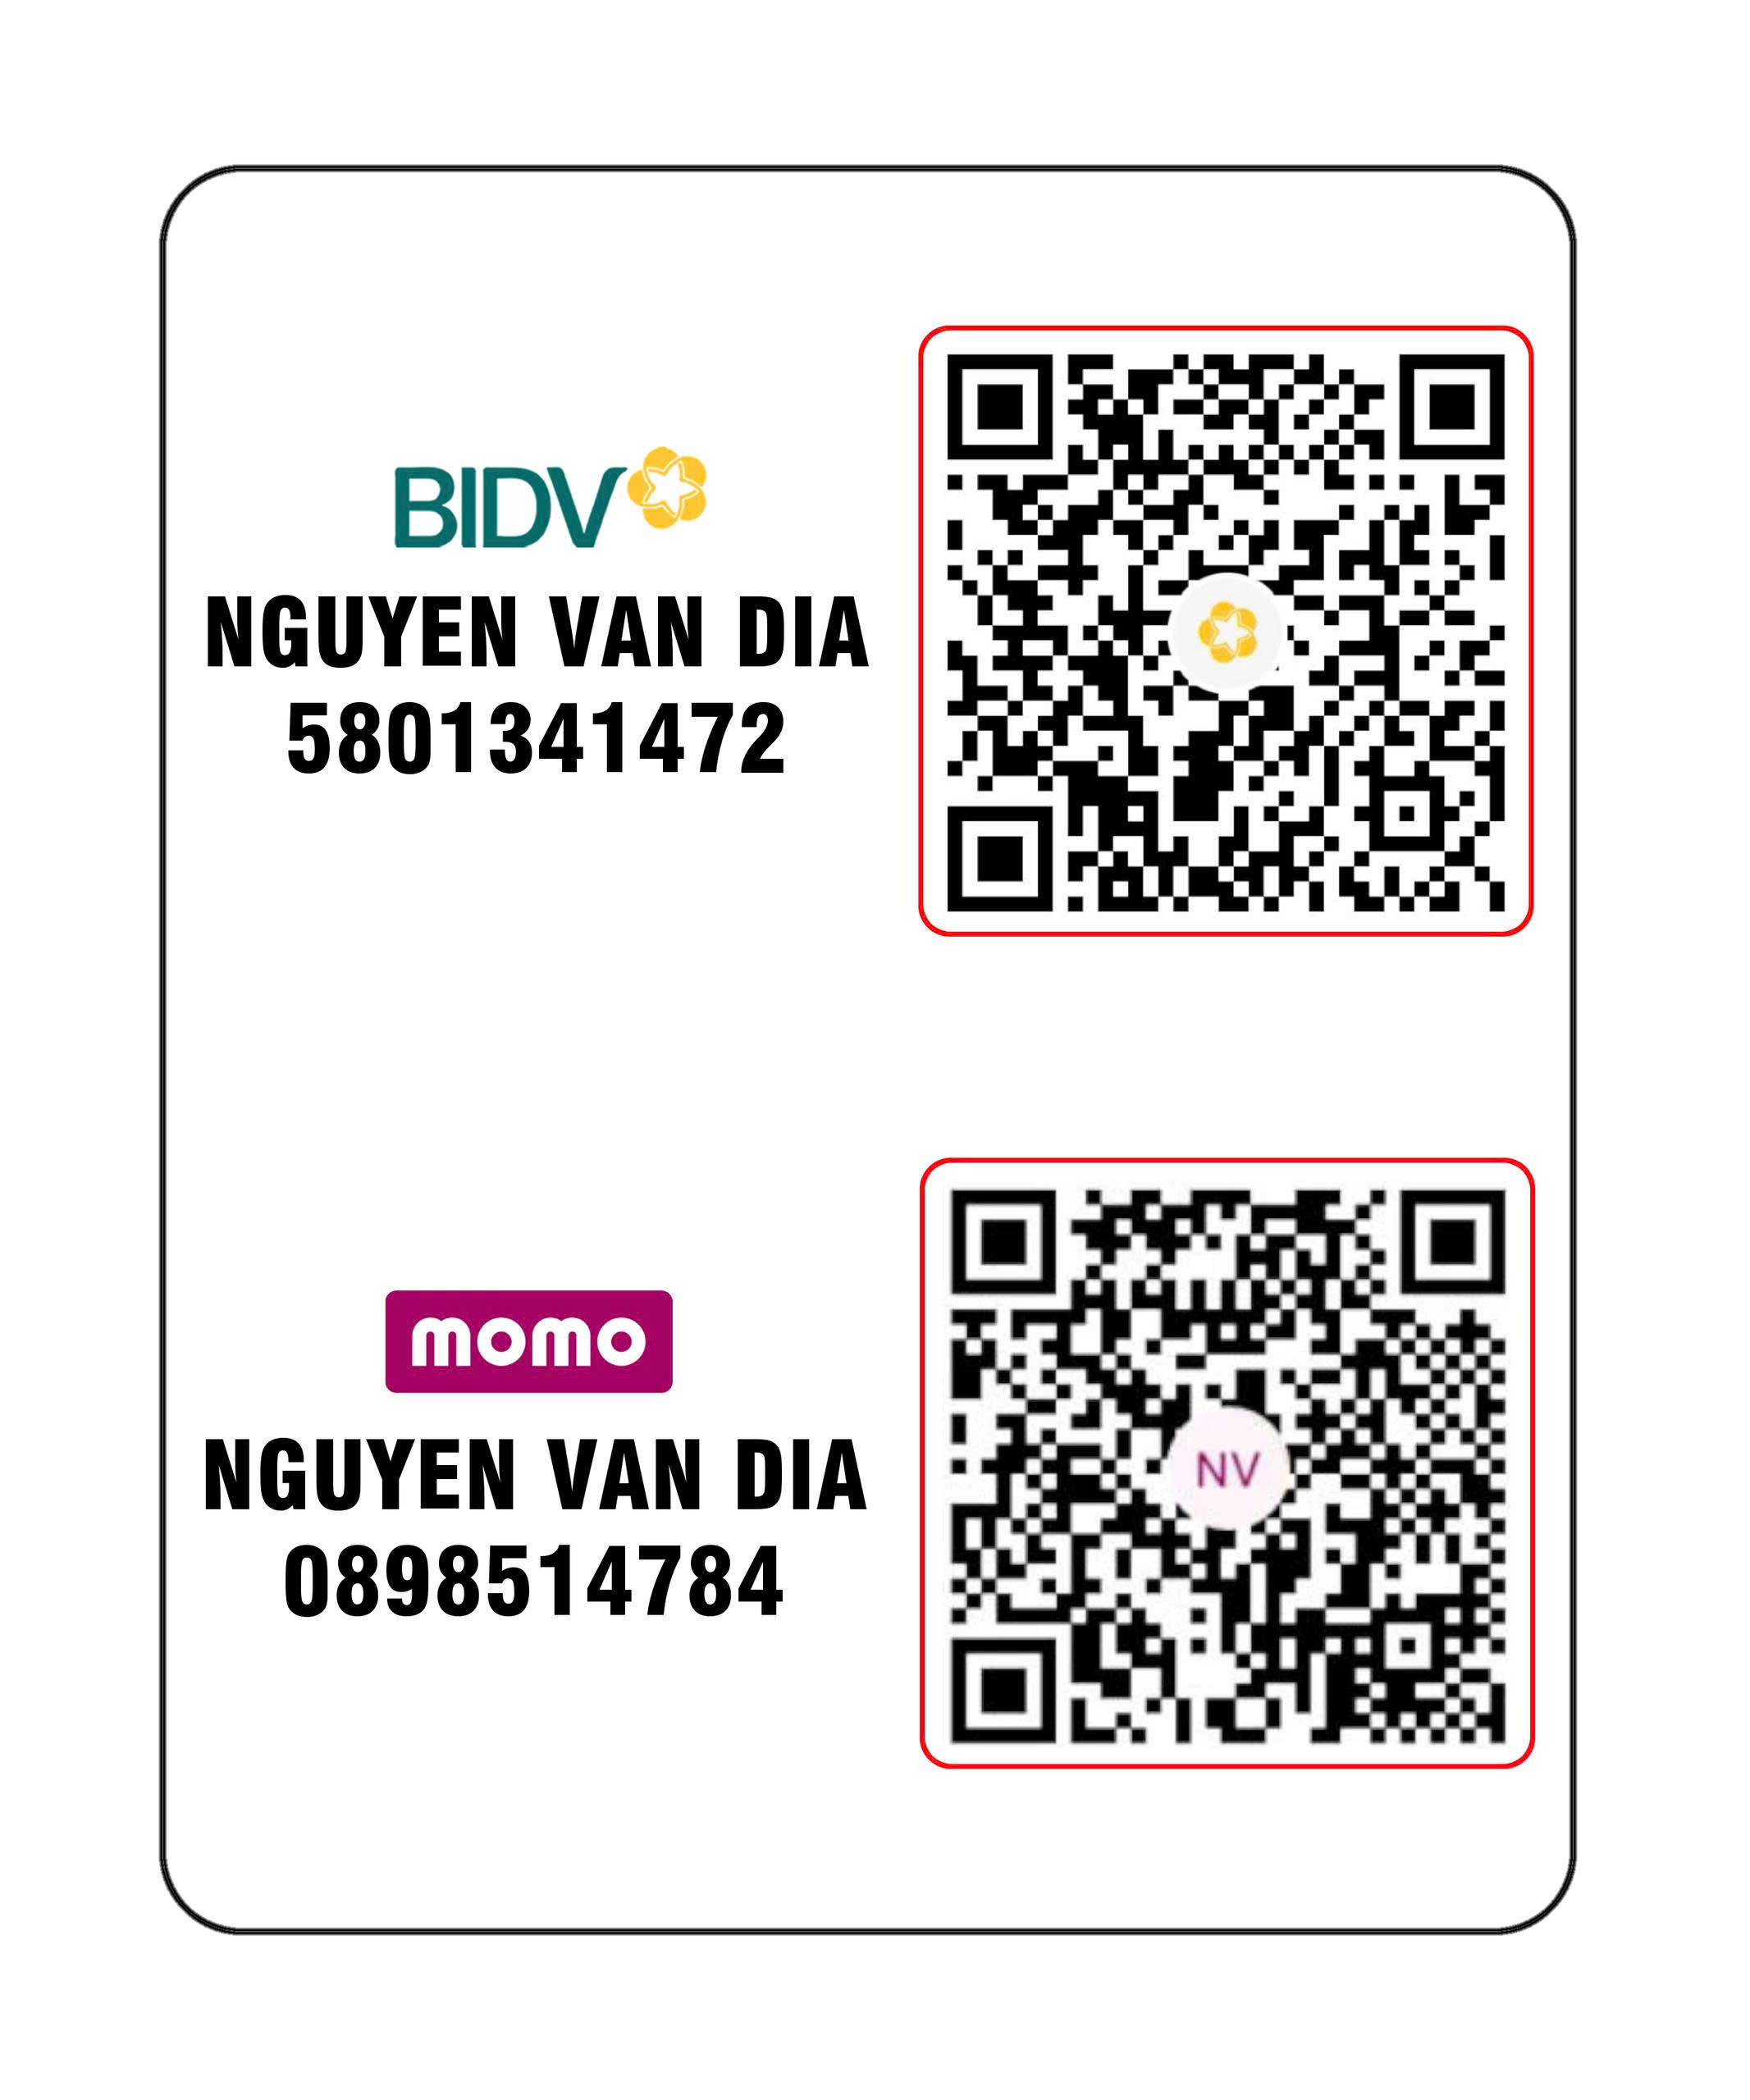 BIDV
NGUYEN VAN DIA
5801341472
momo
NGUYEN VAN DIA
0898514784
NV